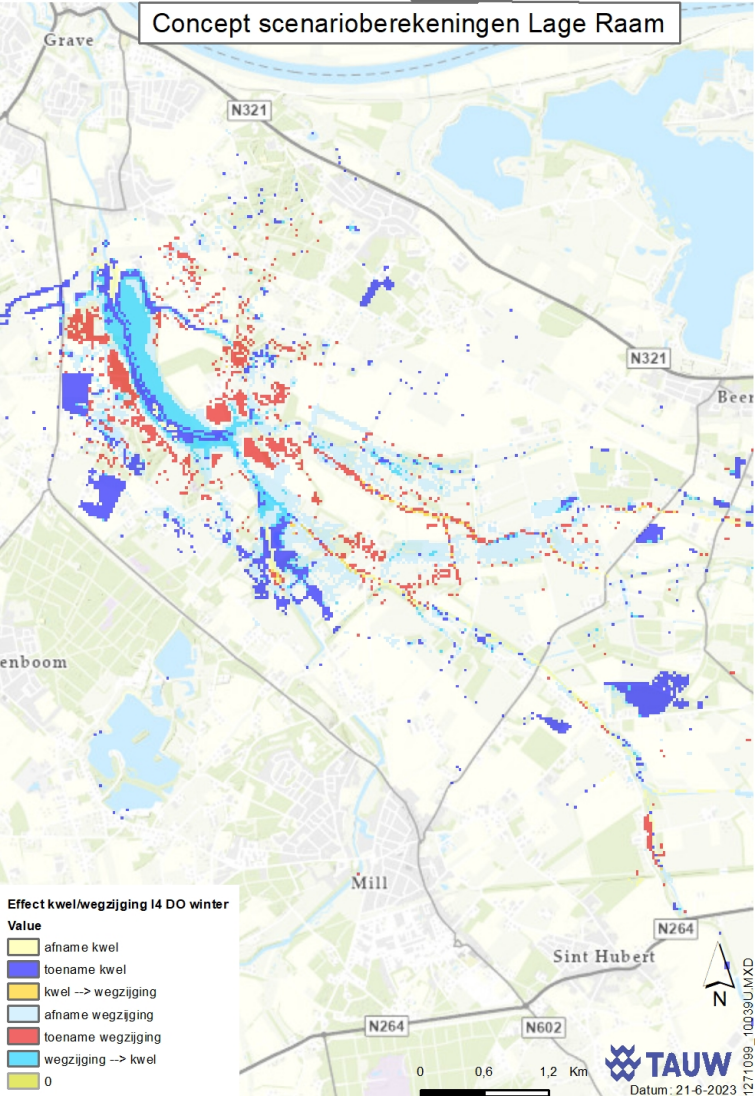 Concept scenarioberekeningen Lage Raam
Grave
N321
N321
Beer
enboom
Mill
N264
Sint Hubert
N264
N602
Effect kwel/wegzijging I4 DO winter
Value
afname kwel
toename kwel
kwel --> wegzijging
afname wegzijging
toename wegzijging
wegzijging --> kwel
0
N
0 0,6 1,2 Km
TAUW
Datum: 21-6-2023
1271099_10039U.MXD